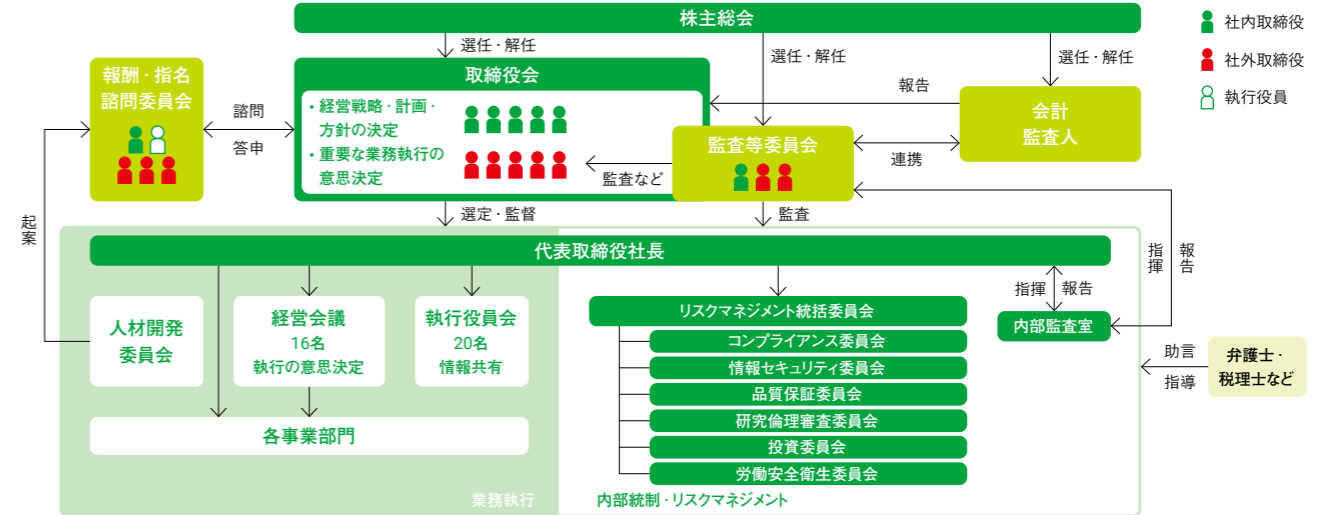 株主総会
社内取締役
社外取締役
執行役員
選任・解任
選任・解任
選任・解任
報酬・指名
諮問委員会
諮問
答申
取締役会
・経営戦略・計画・
方針の決定
・重要な業務執行の
意思決定
監査など
監査等委員会
報告
連携
会計
監査人
起案
選定・監督
監査
指揮
報告
代表取締役社長
人材開発
委員会
経営会議
16名
執行の意思決定
執行役員会
20名
情報共有
各事業部門
業務執行
リスクマネジメント統括委員会
コンプライアンス委員会
情報セキュリティ委員会
品質保証委員会
研究倫理審査委員会
投資委員会
労働安全衛生委員会
内部統制・リスクマネジメント
指揮
報告
内部監査室
助言
指導
弁護士・
税理士など